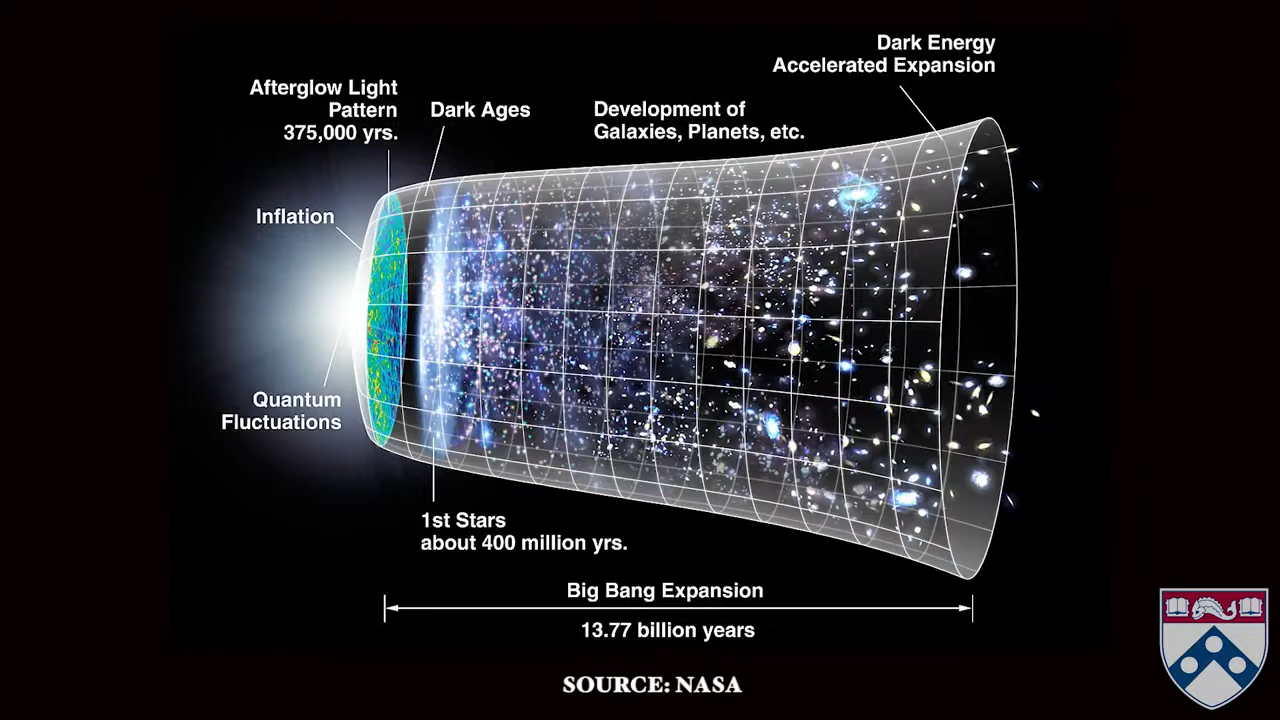 Dark Energy
Accelerated Expansion
Afterglow Light
Pattern
375,000 yrs.
Dark Ages
Development of
Galaxies, Planets, etc.
Inflation
Quantum
Fluctuations
1st Stars
about 400 million yrs.
Big Bang Expansion
13.77 billion years
SOURCE: NASA